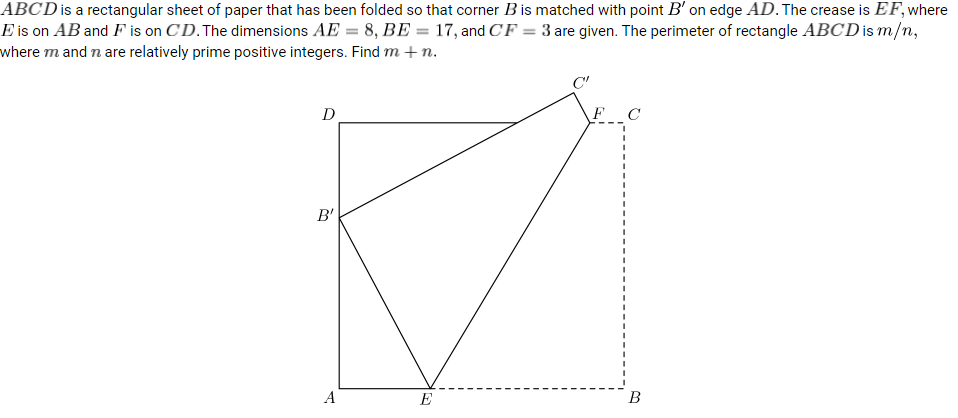 ABCD is a rectangular sheet of paper that has been folded so that corner B is matched with point B′ on edge AD. The crease is EF, where
E is on AB and F is on CD. The dimensions AE = 8, BE = 17, and CF = 3 are given. The perimeter of rectangle ABCD is m/n,
where m and n are relatively prime positive integers. Find m + n.
C′
D F C
B′
A E B